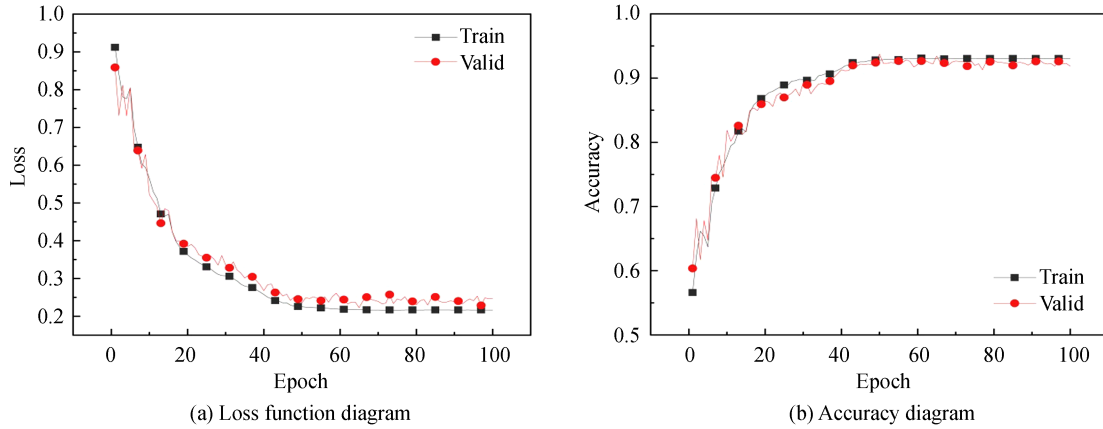 1.0
0.9
0.8
0.7
0.6
0.5
0.4
0.3
0.2
Loss
Train
Valid
0 20 40 60 80 100
Epoch
(a) Loss function diagram
1.0
0.9
0.8
0.7
0.6
0.5
Accuracy
Train
Valid
0 20 40 60 80 100
Epoch
(b) Accuracy diagram